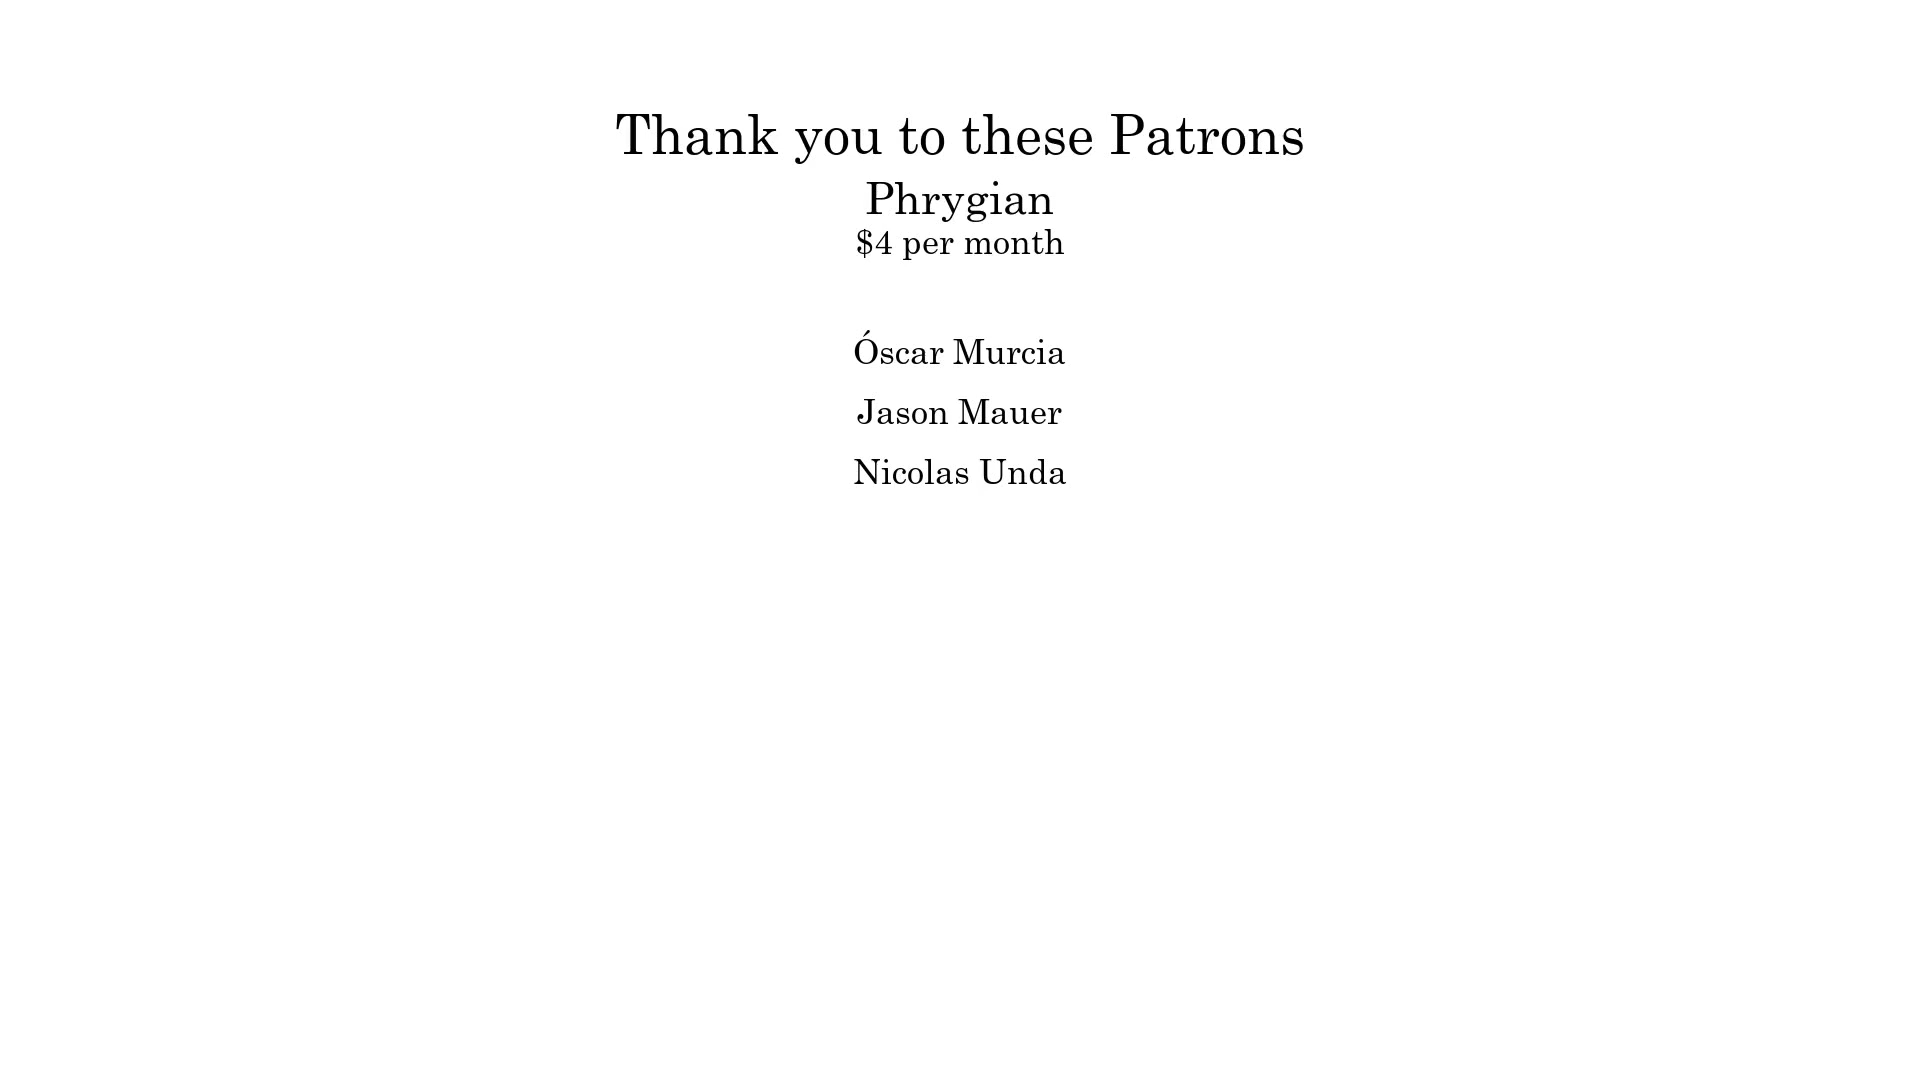 Thank you to these Patrons
Phrygian
$4 per month
Óscar Murcia
Jason Mauer
Nicolas Unda